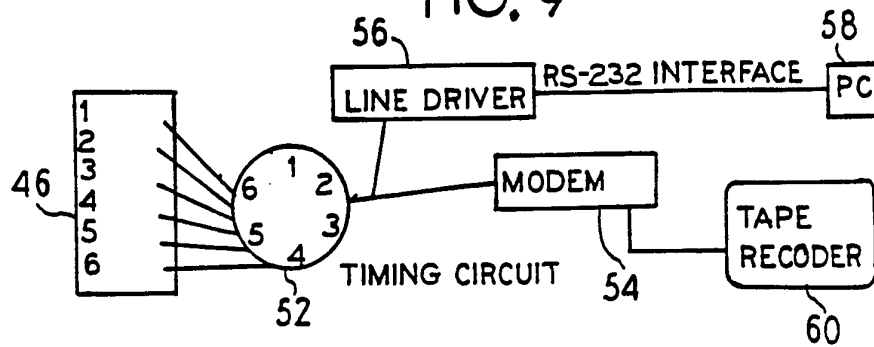 FIG. 9
56
58
LINE DRIVER
RS-232 INTERFACE
PC
46
1
2
3
4
5
6
1
2
3
4
5
6
52
TIMING CIRCUIT
MODEM
54
TAPE
RECODER
60